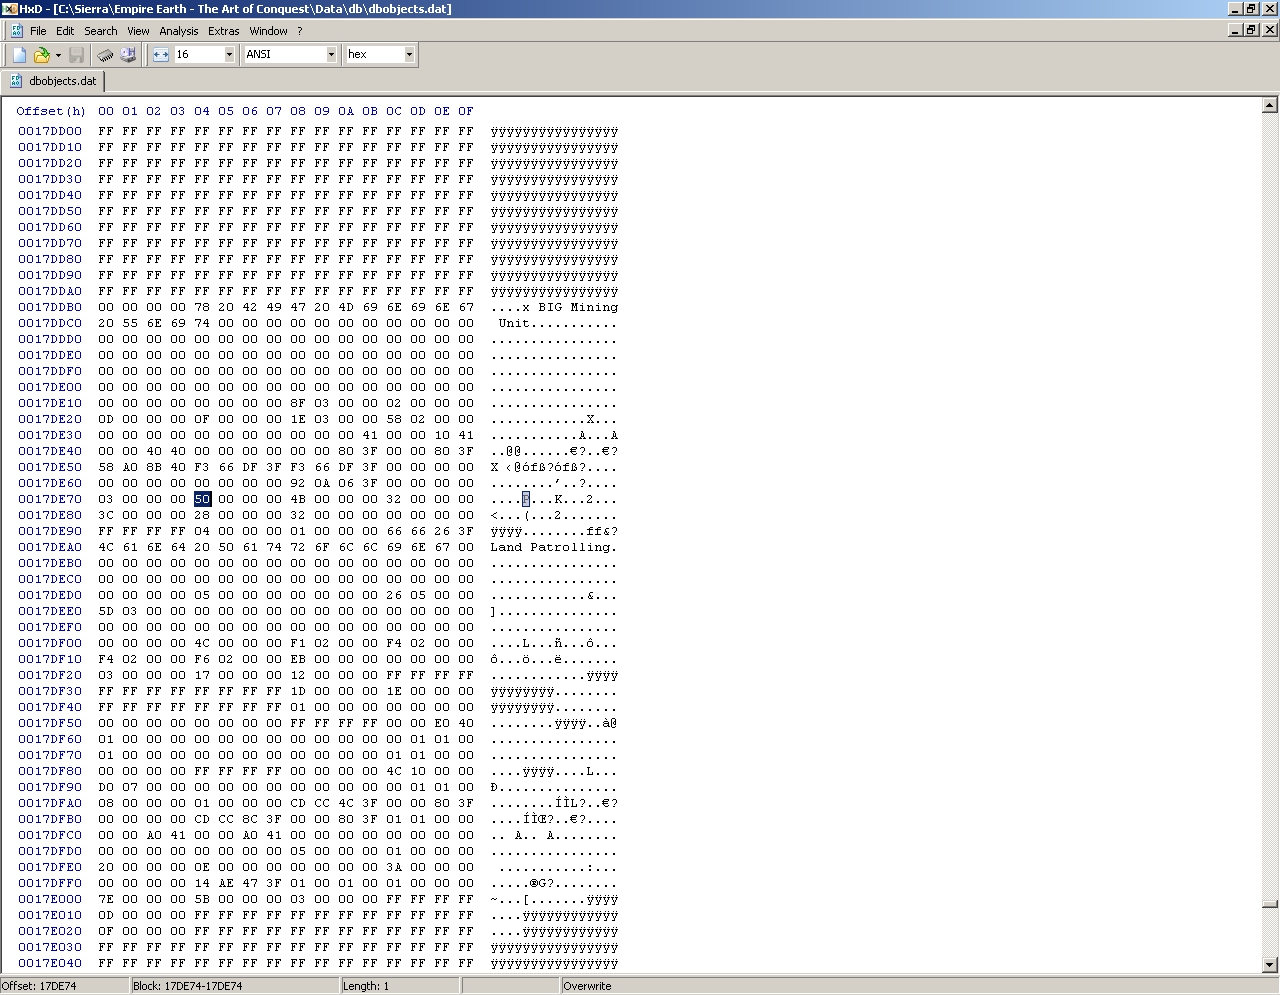 HxD - [C:\Sierra\Empire Earth - The Art of Conquest\Data\db\dbobjects.dat]
File Edit Search View Analysis Extras Window ?
16 ANSI hex
dbobjects.dat
Offset(h) 00 01 02 03 04 05 06 07 08 09 0A 0B 0C 0D 0E 0F
0017DD00 FF FF FF FF FF FF FF FF FF FF FF FF FF FF FF FF ÿÿÿÿÿÿÿÿÿÿÿÿÿÿÿÿ
0017DD10 FF FF FF FF FF FF FF FF FF FF FF FF FF FF FF FF ÿÿÿÿÿÿÿÿÿÿÿÿÿÿÿÿ
0017DD20 FF FF FF FF FF FF FF FF FF FF FF FF FF FF FF FF ÿÿÿÿÿÿÿÿÿÿÿÿÿÿÿÿ
0017DD30 FF FF FF FF FF FF FF FF FF FF FF FF FF FF FF FF ÿÿÿÿÿÿÿÿÿÿÿÿÿÿÿÿ
0017DD40 FF FF FF FF FF FF FF FF FF FF FF FF FF FF FF FF ÿÿÿÿÿÿÿÿÿÿÿÿÿÿÿÿ
0017DD50 FF FF FF FF FF FF FF FF FF FF FF FF FF FF FF FF ÿÿÿÿÿÿÿÿÿÿÿÿÿÿÿÿ
0017DD60 FF FF FF FF FF FF FF FF FF FF FF FF FF FF FF FF ÿÿÿÿÿÿÿÿÿÿÿÿÿÿÿÿ
0017DD70 FF FF FF FF FF FF FF FF FF FF FF FF FF FF FF FF ÿÿÿÿÿÿÿÿÿÿÿÿÿÿÿÿ
0017DD80 FF FF FF FF FF FF FF FF FF FF FF FF FF FF FF FF ÿÿÿÿÿÿÿÿÿÿÿÿÿÿÿÿ
0017DD90 FF FF FF FF FF FF FF FF FF FF FF FF FF FF FF FF ÿÿÿÿÿÿÿÿÿÿÿÿÿÿÿÿ
0017DDA0 FF FF FF FF FF FF FF FF FF FF FF FF FF FF FF FF ÿÿÿÿÿÿÿÿÿÿÿÿÿÿÿÿ
0017DDB0 00 00 00 00 78 20 42 49 47 20 4D 69 6E 69 6E 67 ....x BIG Mining
0017DDC0 20 55 6E 69 74 00 00 00 00 00 00 00 00 00 00 00  Unit...........
0017DDD0 00 00 00 00 00 00 00 00 00 00 00 00 00 00 00 00 ................
0017DDE0 00 00 00 00 00 00 00 00 00 00 00 00 00 00 00 00 ................
0017DDF0 00 00 00 00 00 00 00 00 00 00 00 00 00 00 00 00 ................
0017DE00 00 00 00 00 00 00 00 00 00 00 00 00 00 00 00 00 ................
0017DE10 00 00 00 00 00 00 00 00 8F 03 00 00 02 00 00 00 ................
0017DE20 0D 00 00 00 0F 00 00 00 1E 03 00 00 58 02 00 00 ............X...
0017DE30 00 00 00 00 00 00 00 00 00 00 00 41 00 00 10 41 ...........A...A
0017DE40 00 00 40 40 00 00 00 00 00 00 80 3F 00 00 80 3F ..@@......€?..€?
0017DE50 58 A0 8B 40 F3 66 DF 3F F3 66 DF 3F 00 00 00 00 X ‹@ófß?ófß?....
0017DE60 00 00 00 00 00 00 00 00 92 0A 06 3F 00 00 00 00 ........’..?....
0017DE70 03 00 00 00 50 00 00 00 4B 00 00 00 32 00 00 00 ....P...K...2...
0017DE80 3C 00 00 00 28 00 00 00 32 00 00 00 00 00 00 00 <...(...2.......
0017DE90 FF FF FF FF 04 00 00 00 01 00 00 00 66 66 26 3F ÿÿÿÿ........ff&?
0017DEA0 4C 61 6E 64 20 50 61 74 72 6F 6C 6C 69 6E 67 00 Land Patrolling.
0017DEB0 00 00 00 00 00 00 00 00 00 00 00 00 00 00 00 00 ................
0017DEC0 00 00 00 00 00 00 00 00 00 00 00 00 00 00 00 00 ................
0017DED0 00 00 00 00 05 00 00 00 00 00 00 00 26 05 00 00 ............&...
0017DEE0 5D 03 00 00 00 00 00 00 00 00 00 00 00 00 00 00 ]...............
0017DEF0 00 00 00 00 00 00 00 00 00 00 00 00 00 00 00 00 ................
0017DF00 00 00 00 00 4C 00 00 00 F1 02 00 00 F4 02 00 00 ....L...ñ...ô...
0017DF10 F4 02 00 00 F6 02 00 00 EB 00 00 00 00 00 00 00 ô...ö...ë.......
0017DF20 03 00 00 00 17 00 00 00 12 00 00 00 FF FF FF FF ............ÿÿÿÿ
0017DF30 FF FF FF FF FF FF FF FF 1D 00 00 00 1E 00 00 00 ÿÿÿÿÿÿÿÿ........
0017DF40 FF FF FF FF FF FF FF FF 01 00 00 00 00 00 00 00 ÿÿÿÿÿÿÿÿ........
0017DF50 00 00 00 00 00 00 00 00 FF FF FF FF 00 00 E0 40 ........ÿÿÿÿ..à@
0017DF60 01 00 00 00 00 00 00 00 00 00 00 00 00 01 01 00 ................
0017DF70 01 00 00 00 00 00 00 00 00 00 00 00 01 01 00 00 ................
0017DF80 00 00 00 00 FF FF FF FF 00 00 00 00 4C 10 00 00 ....ÿÿÿÿ....L...
0017DF90 D0 07 00 00 00 00 00 00 00 00 00 00 00 01 01 00 Ð...............
0017DFA0 08 00 00 00 01 00 00 00 CD CC 4C 3F 00 00 80 3F ........ÍÌL?..€?
0017DFB0 00 00 00 00 CD CC 8C 3F 00 00 80 3F 01 01 00 00 ....ÍÌŒ?..€?....
0017DFC0 00 00 A0 41 00 00 A0 41 00 00 00 00 00 00 00 00 .. A.. A........
0017DFD0 00 00 00 00 00 00 00 00 05 00 00 00 01 00 00 00 ................
0017DFE0 20 00 00 00 0E 00 00 00 00 00 00 00 3A 00 00 00  ...........:...
0017DFF0 00 00 00 00 14 AE 47 3F 01 00 01 00 01 00 00 00 .....®G?........
0017E000 7E 00 00 00 5B 00 00 00 03 00 00 00 FF FF FF FF ~...[.......ÿÿÿÿ
0017E010 0D 00 00 00 FF FF FF FF FF FF FF FF FF FF FF FF ....ÿÿÿÿÿÿÿÿÿÿÿÿ
0017E020 0F 00 00 00 FF FF FF FF FF FF FF FF FF FF FF FF ....ÿÿÿÿÿÿÿÿÿÿÿÿ
0017E030 FF FF FF FF FF FF FF FF FF FF FF FF FF FF FF FF ÿÿÿÿÿÿÿÿÿÿÿÿÿÿÿÿ
0017E040 FF FF FF FF FF FF FF FF FF FF FF FF FF FF FF FF ÿÿÿÿÿÿÿÿÿÿÿÿÿÿÿÿ
Offset: 17DE74 Block: 17DE74-17DE74 Length: 1 Overwrite